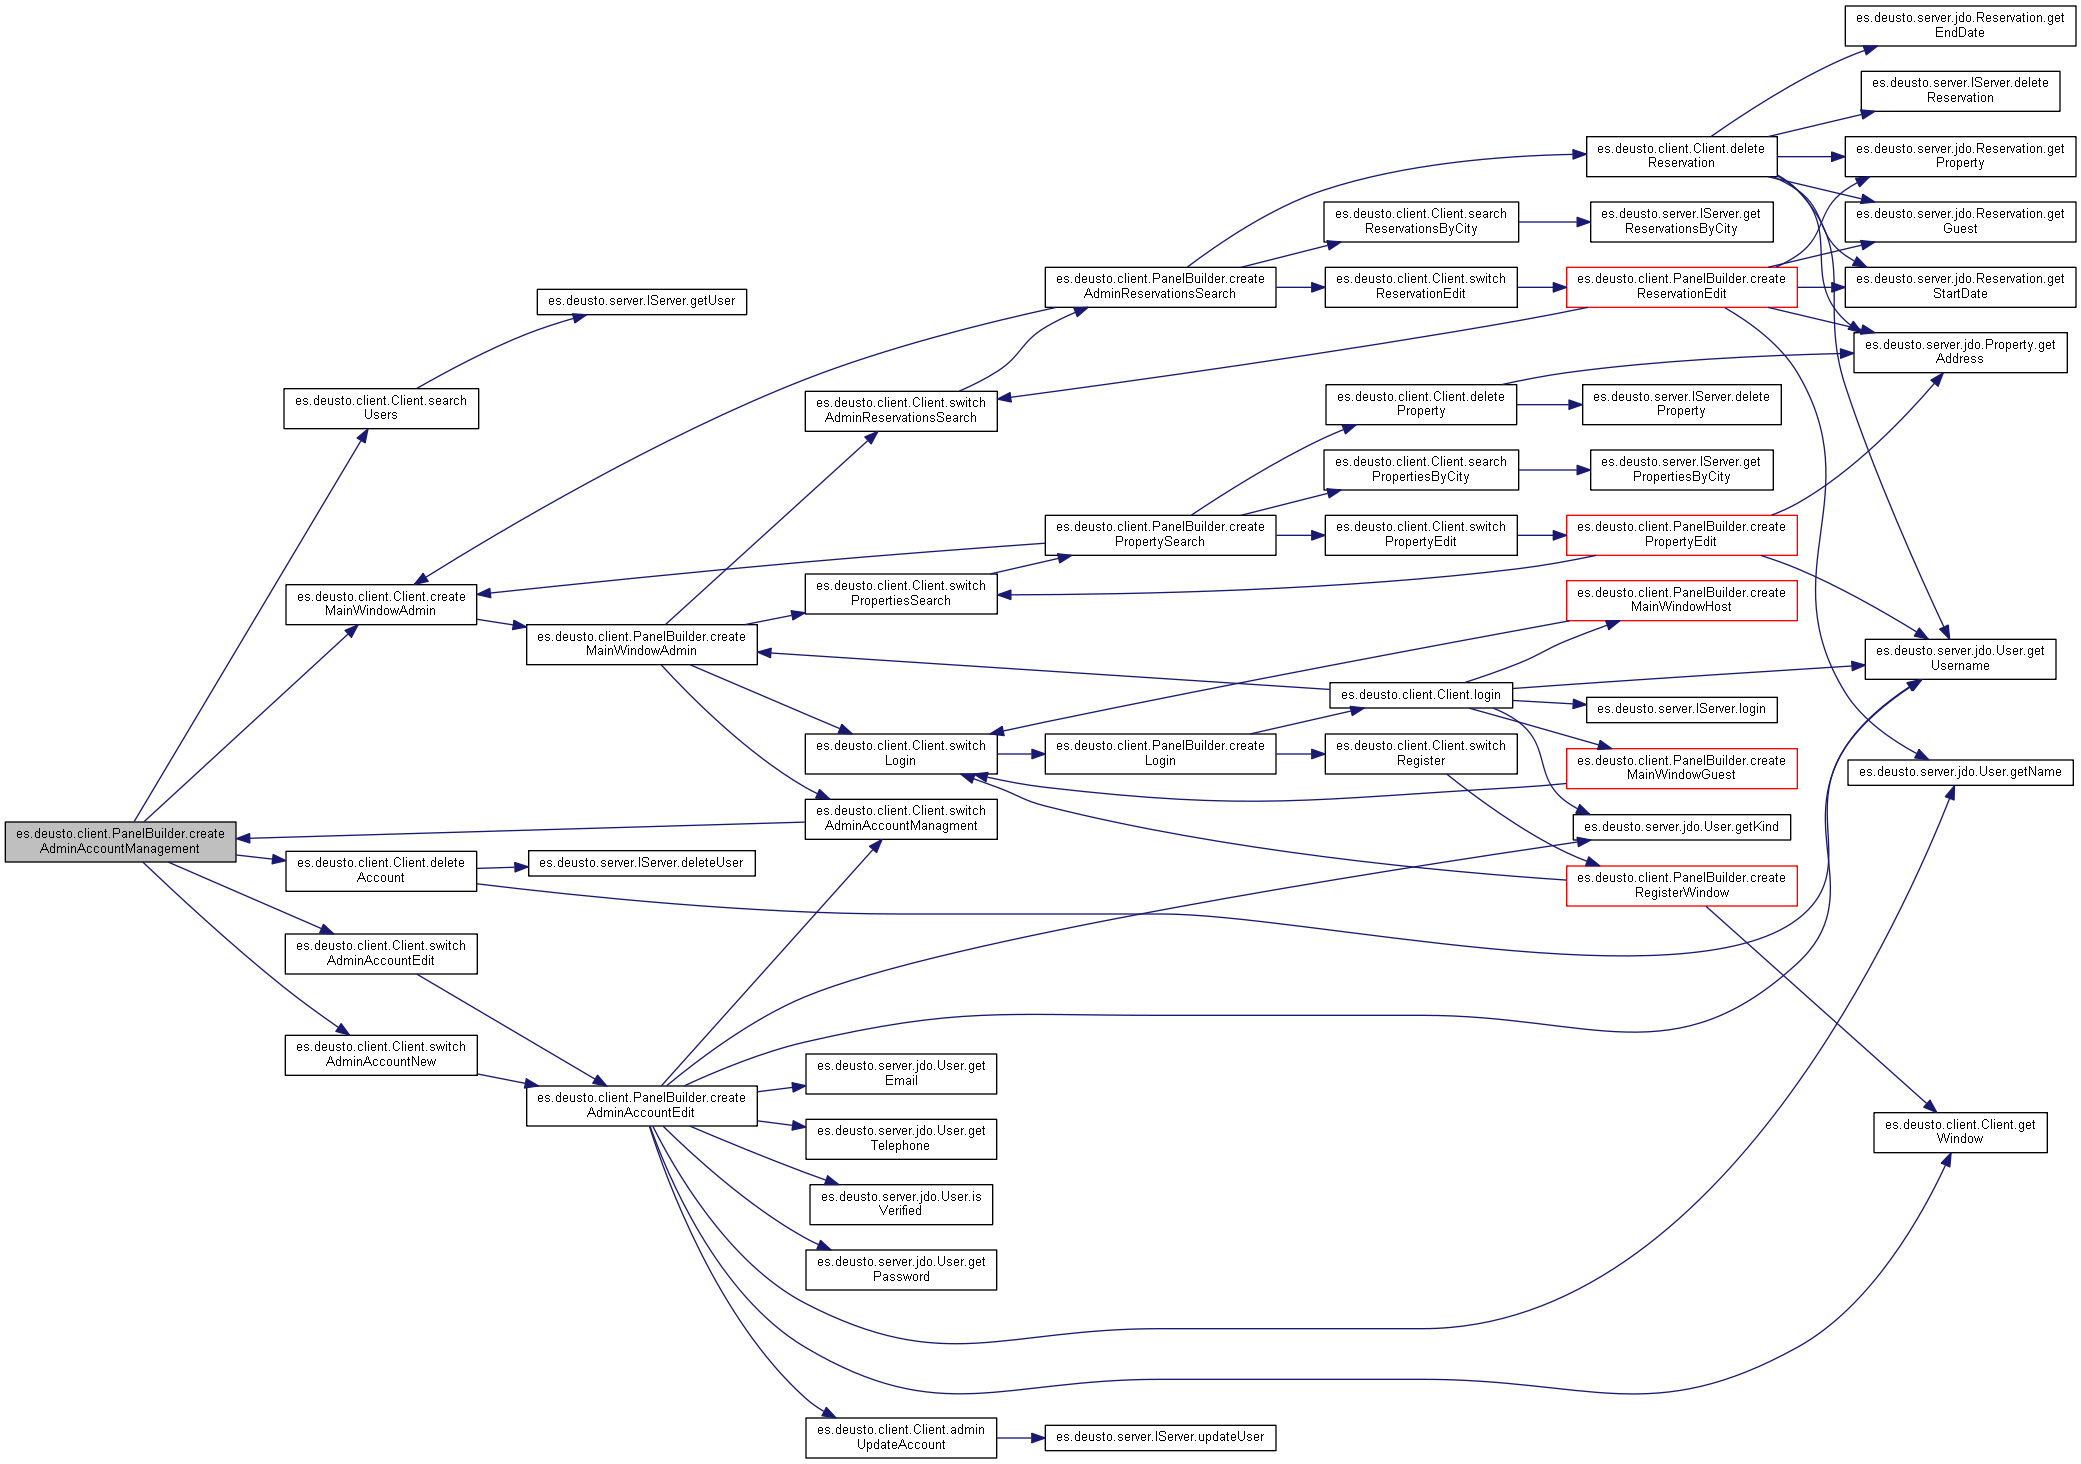 es.deusto.client.PanelBuilder.create
AdminAccountManagement
es.deusto.client.Client.search
Users
es.deusto.client.Client.create
MainWindowAdmin
es.deusto.client.Client.delete
Account
es.deusto.client.Client.switch
AdminAccountEdit
es.deusto.client.Client.switch
AdminAccountNew
es.deusto.server.IServer.getUser
es.deusto.client.PanelBuilder.create
MainWindowAdmin
es.deusto.server.IServer.deleteUser
es.deusto.client.PanelBuilder.create
AdminAccountEdit
es.deusto.client.Client.switch
AdminReservationsSearch
es.deusto.client.Client.switch
PropertiesSearch
es.deusto.client.Client.switch
Login
es.deusto.client.Client.switch
AdminAccountManagment
es.deusto.server.jdo.User.get
Email
es.deusto.server.jdo.User.get
Telephone
es.deusto.server.jdo.User.is
Verified
es.deusto.server.jdo.User.get
Password
es.deusto.client.Client.admin
UpdateAccount
es.deusto.client.PanelBuilder.create
AdminReservationsSearch
es.deusto.client.PanelBuilder.create
PropertySearch
es.deusto.client.PanelBuilder.create
Login
es.deusto.server.IServer.updateUser
es.deusto.client.Client.search
ReservationsByCity
es.deusto.client.Client.switch
ReservationEdit
es.deusto.client.Client.delete
Property
es.deusto.client.Client.search
PropertiesByCity
es.deusto.client.Client.switch
PropertyEdit
es.deusto.client.Client.login
es.deusto.client.Client.switch
Register
es.deusto.client.Client.delete
Reservation
es.deusto.server.IServer.get
ReservationsByCity
es.deusto.client.PanelBuilder.create
ReservationEdit
es.deusto.server.IServer.delete
Property
es.deusto.server.IServer.get
PropertiesByCity
es.deusto.client.PanelBuilder.create
PropertyEdit
es.deusto.client.PanelBuilder.create
MainWindowHost
es.deusto.server.IServer.login
es.deusto.client.PanelBuilder.create
MainWindowGuest
es.deusto.server.jdo.User.getKind
es.deusto.client.PanelBuilder.create
RegisterWindow
es.deusto.server.jdo.Reservation.get
EndDate
es.deusto.server.IServer.delete
Reservation
es.deusto.server.jdo.Reservation.get
Property
es.deusto.server.jdo.Reservation.get
Guest
es.deusto.server.jdo.Reservation.get
StartDate
es.deusto.server.jdo.Property.get
Address
es.deusto.server.jdo.User.get
Username
es.deusto.server.jdo.User.getName
es.deusto.client.Client.get
Window